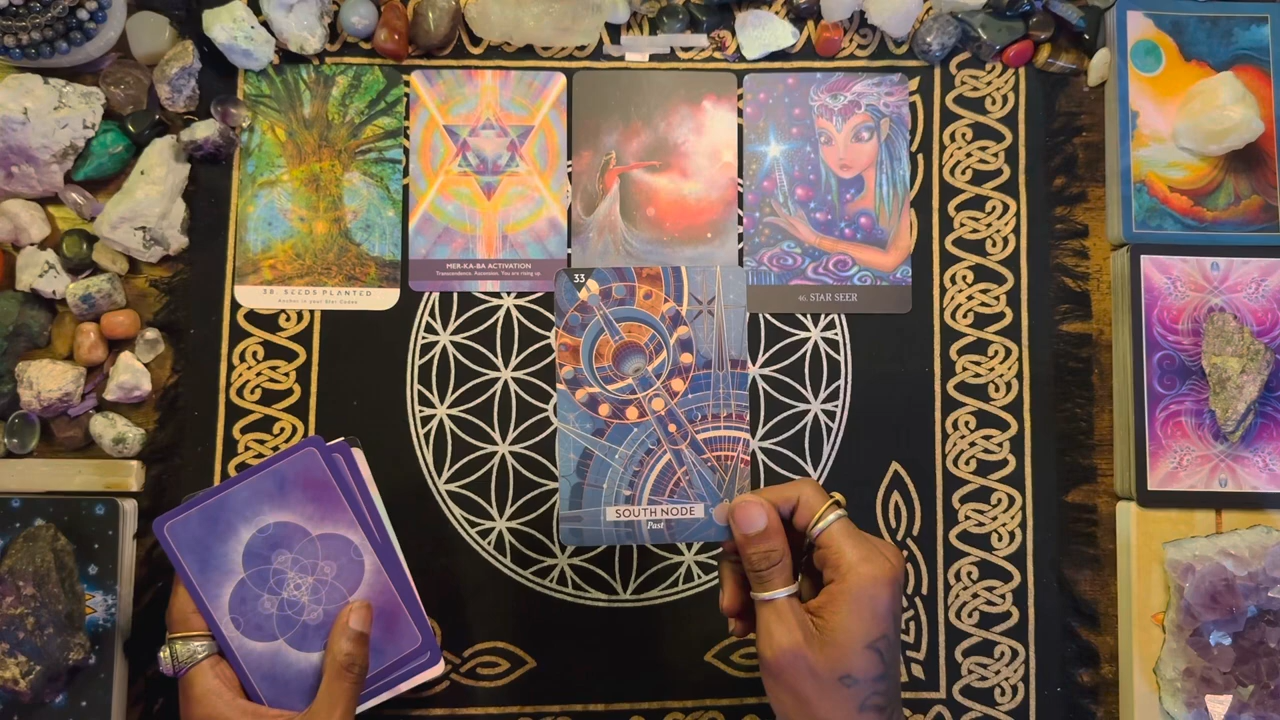 38. SEEDS PLANTED
Anchor in your Star Codes
MER-KA-BA ACTIVATION
Transcendence. Ascension. You are rising up.
46. STAR SEER
33
SOUTH NODE
Past